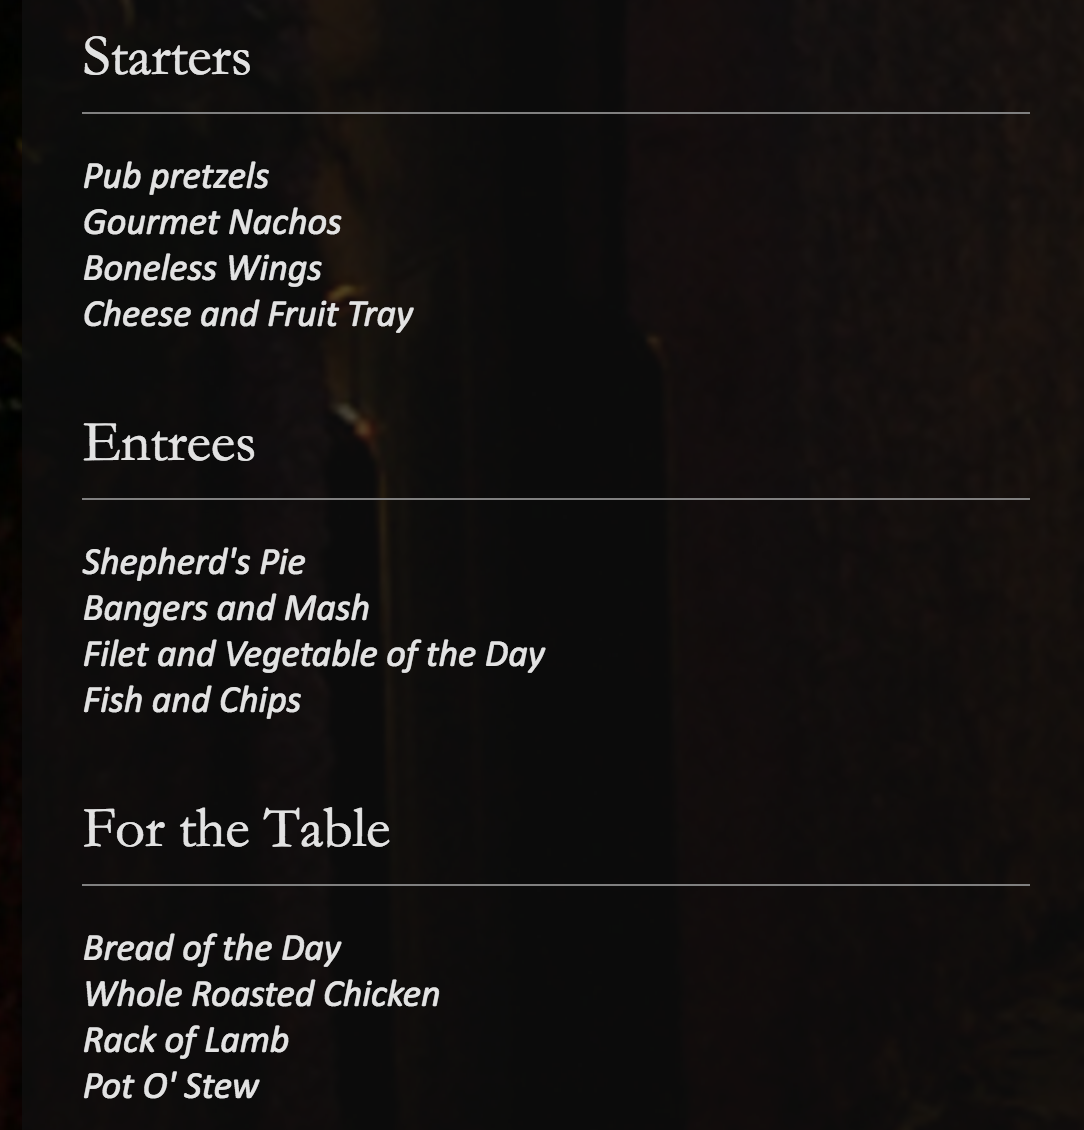 Starters
Pub pretzels
Gourmet Nachos
Boneless Wings
Cheese and Fruit Tray
Entrees
Shepherd's Pie
Bangers and Mash
Filet and Vegetable of the Day
Fish and Chips
For the Table
Bread of the Day
Whole Roasted Chicken
Rack of Lamb
Pot O' Stew